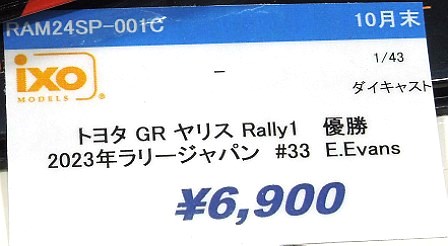 RAM24SP-001C 10月末
ixo
MODELS
–
1/43
ダイキャスト
トヨタ GR ヤリス Rally1 優勝
2023年ラリージャパン #33 E.Evans
¥6,900